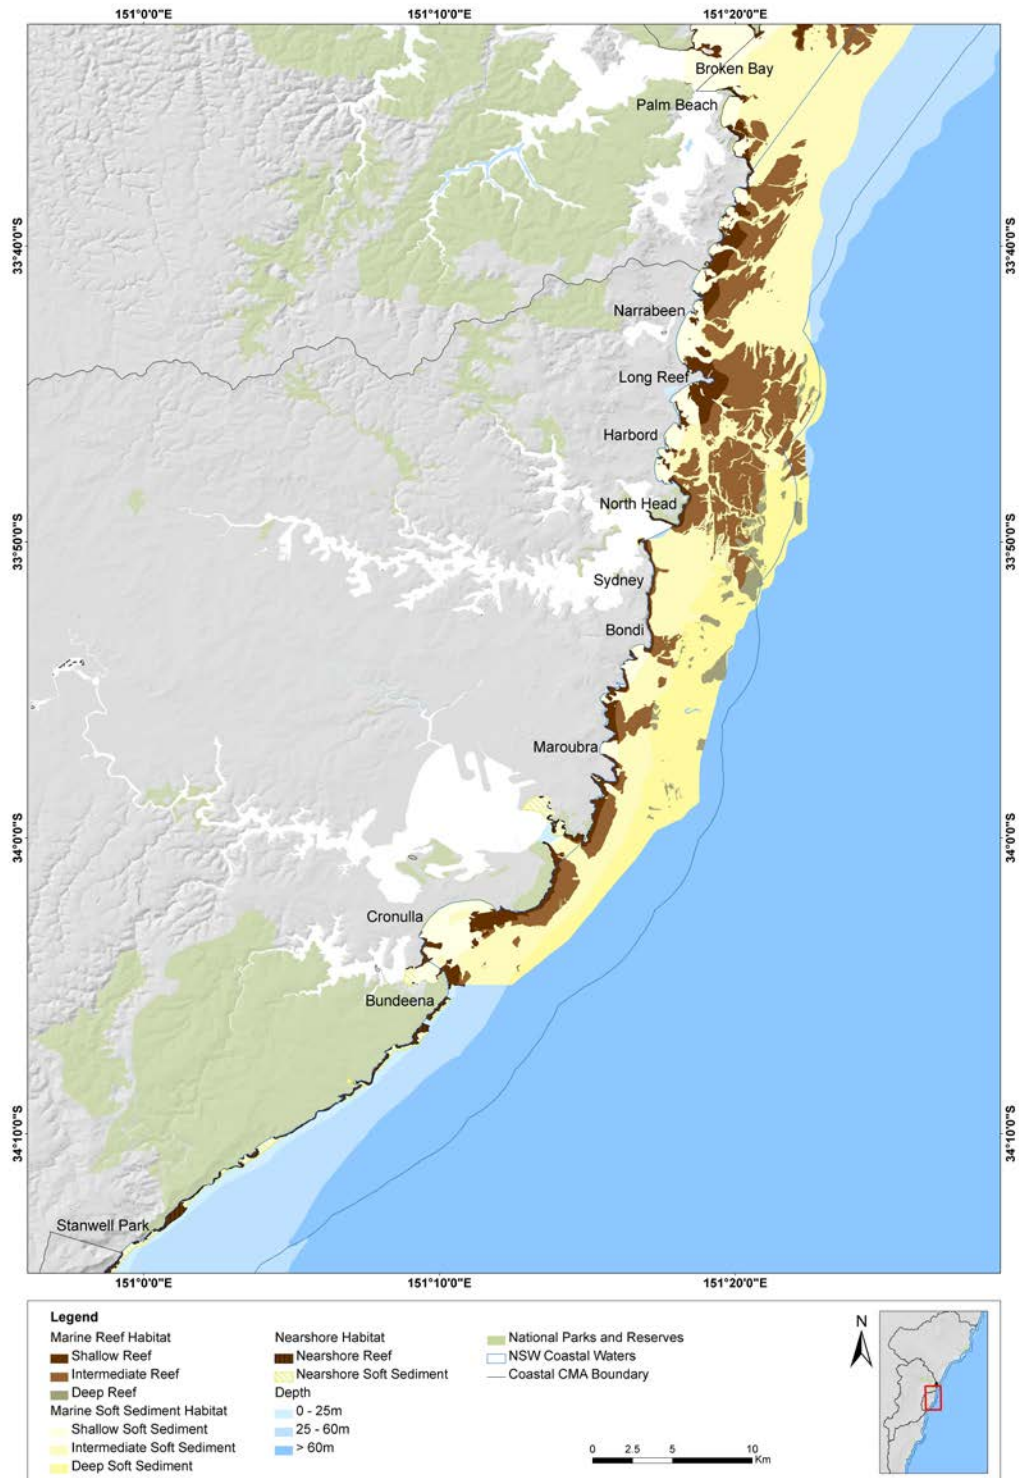 151°0'0"E 151°10'0"E 151°20'0"E
Broken Bay
Palm Beach
33°40'0"S 33°40'0"S
Narrabeen
Long Reef
Harbord
North Head
33°50'0"S 33°50'0"S
Sydney
Bondi
Maroubra
34°0'0"S 34°0'0"S
Cronulla
Bundeena
34°10'0"S 34°10'0"S
Stanwell Park
151°0'0"E 151°10'0"E 151°20'0"E
Legend
Marine Reef Habitat
Shallow Reef
Intermediate Reef
Deep Reef
Marine Soft Sediment Habitat
Shallow Soft Sediment
Intermediate Soft Sediment
Deep Soft Sediment
Nearshore Habitat
Nearshore Reef
Nearshore Soft Sediment
Depth
0 - 25m
25 - 60m
> 60m
National Parks and Reserves
NSW Coastal Waters
Coastal CMA Boundary
0 2.5 5 10
Km
N